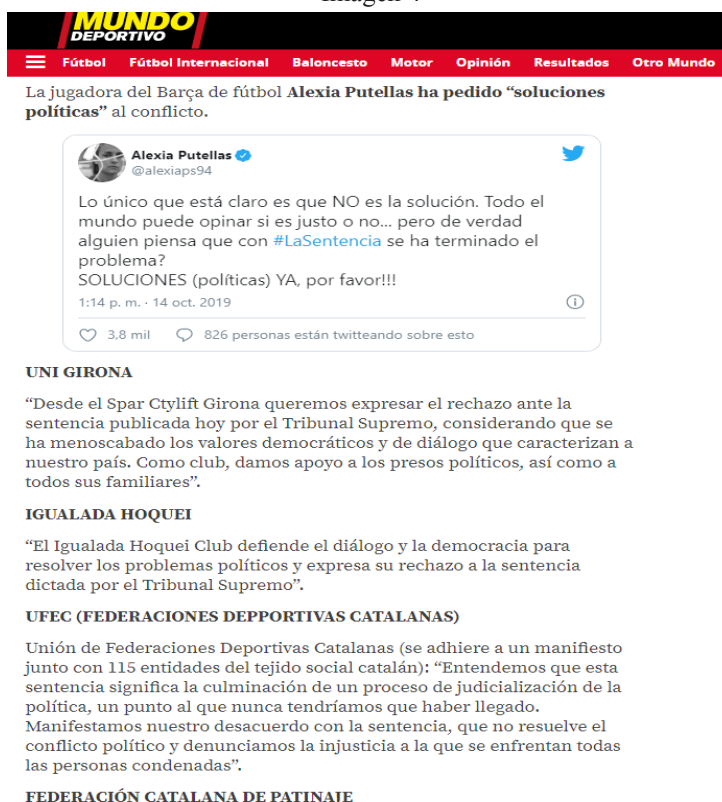 MUNDO
DEPORTIVO
Fútbol Fútbol Internacional Baloncesto Motor Opinión Resultados Otro Mundo
La jugadora del Barça de fútbol Alexia Putellas ha pedido “soluciones
políticas” al conflicto.
Alexia Putellas
@alexiaps94
Lo único que está claro es que NO es la solución. Todo el
mundo puede opinar si es justo o no... pero de verdad
alguien piensa que con #LaSentencia se ha terminado el
problema?
SOLUCIONES (políticas) YA, por favor!!!
1:14 p. m. · 14 oct. 2019
3,8 mil 826 personas están twitteando sobre esto
UNI GIRONA
“Desde el Spar Ctylift Girona queremos expresar el rechazo ante la
sentencia publicada hoy por el Tribunal Supremo, considerando que se
ha menoscabado los valores democráticos y de diálogo que caracterizan a
nuestro país. Como club, damos apoyo a los presos políticos, así como a
todos sus familiares”.
IGUALADA HOQUEI
“El Igualada Hoquei Club defiende el diálogo y la democracia para
resolver los problemas políticos y expresa su rechazo a la sentencia
dictada por el Tribunal Supremo”.
UFEC (FEDERACIONES DEPPORTIVAS CATALANAS)
Unión de Federaciones Deportivas Catalanas (se adhiere a un manifiesto
junto con 115 entidades del tejido social catalán): “Entendemos que esta
sentencia significa la culminación de un proceso de judicialización de la
política, un punto al que nunca tendríamos que haber llegado.
Manifestamos nuestro desacuerdo con la sentencia, que no resuelve el
conflicto político y denunciamos la injusticia a la que se enfrentan todas
las personas condenadas”.
FEDERACIÓN CATALANA DE PATINAJE